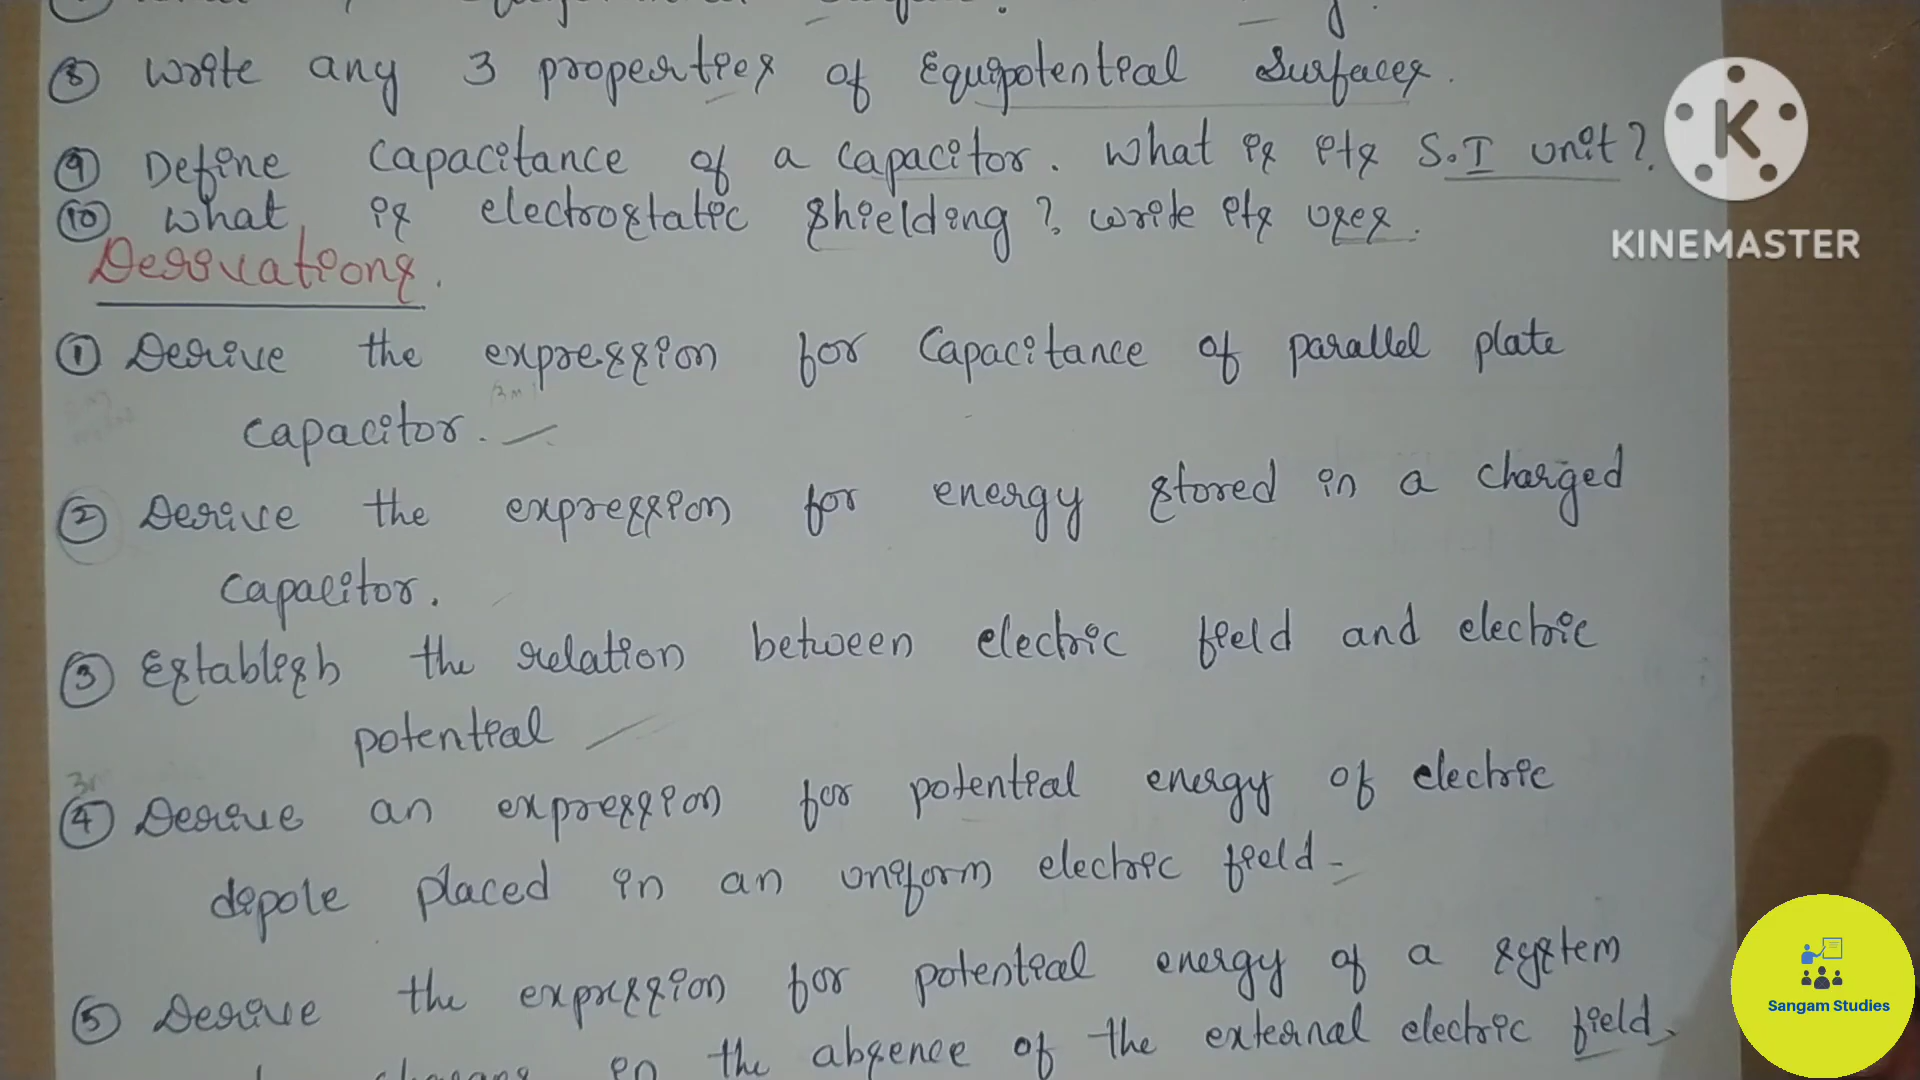 ⑧ Write any 3 properties of Equipotential Surfaces.
⑨ Define capacitance of a capacitor. What is its S.I unit?
⑩ What is electrostatic shielding? write its uses.
Derivations.
① Derive the expression for Capacitance of parallel plate
capacitor.
② Derive the expression for energy stored in a charged
capacitor.
③ Establish the relation between electric field and electric
potential
④ Derive an expression for potential energy of electric
dipole placed in an uniform electric field
⑤ Derive the expression for potential energy of a system
in the absence of the external electric field.
KINEMASTER
Sangam Studies